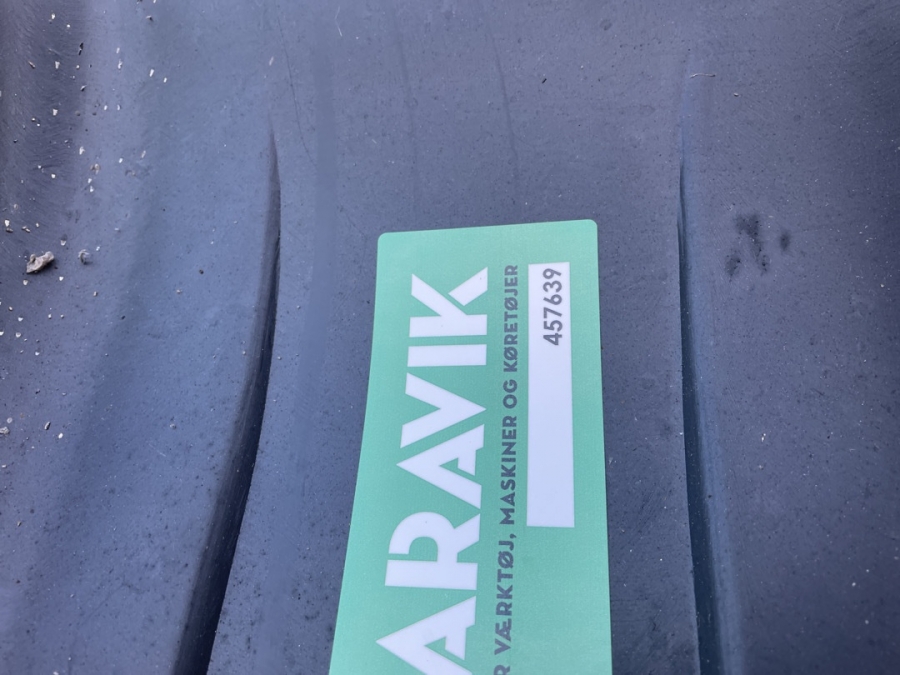 ARAVIK
R VÆRKTØJ, MASKINER OG KØRETØJER
457639